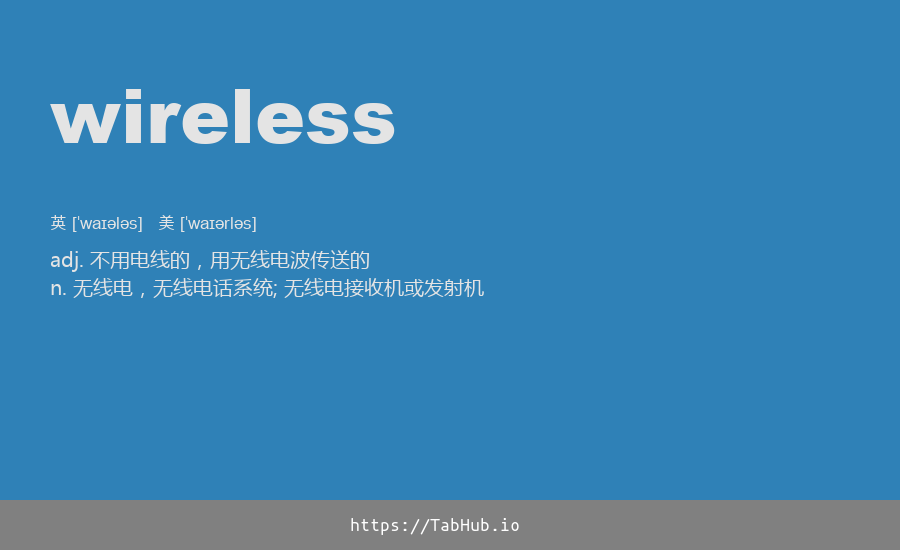 wireless
英 [ˈwaɪələs] 美 [ˈwaɪərləs]
adj. 不用电线的，用无线电波传送的
n. 无线电，无线电话系统; 无线电接收机或发射机
https://TabHub.io